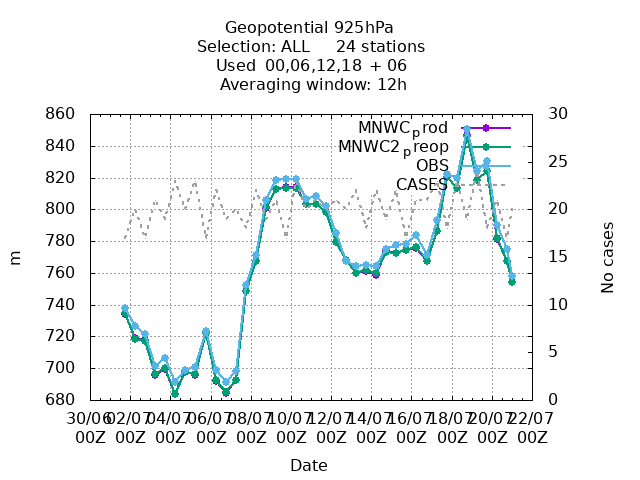 Geopotential 925hPa
Selection: ALL 24 stations
Used 00,06,12,18 + 06
Averaging window: 12h
860
840
820
800
780
760
740
720
700
680
30
25
20
15
10
5
0
MNWCprod
MNWC2preop
OBS
CASES
m
No cases
30/06 02/07 04/07 06/07 08/07 10/07 12/07 14/07 16/07 18/07 20/07 22/07
00Z 00Z 00Z 00Z 00Z 00Z 00Z 00Z 00Z 00Z 00Z 00Z
Date